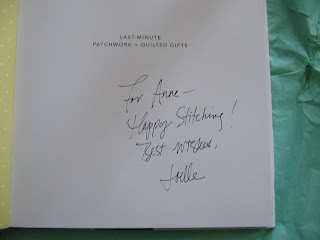 LAST-MINUTE
PATCHWORK + QUILTED GIFTS
For Anne–
Happy Stitching!
Best Wishes,
Joelle